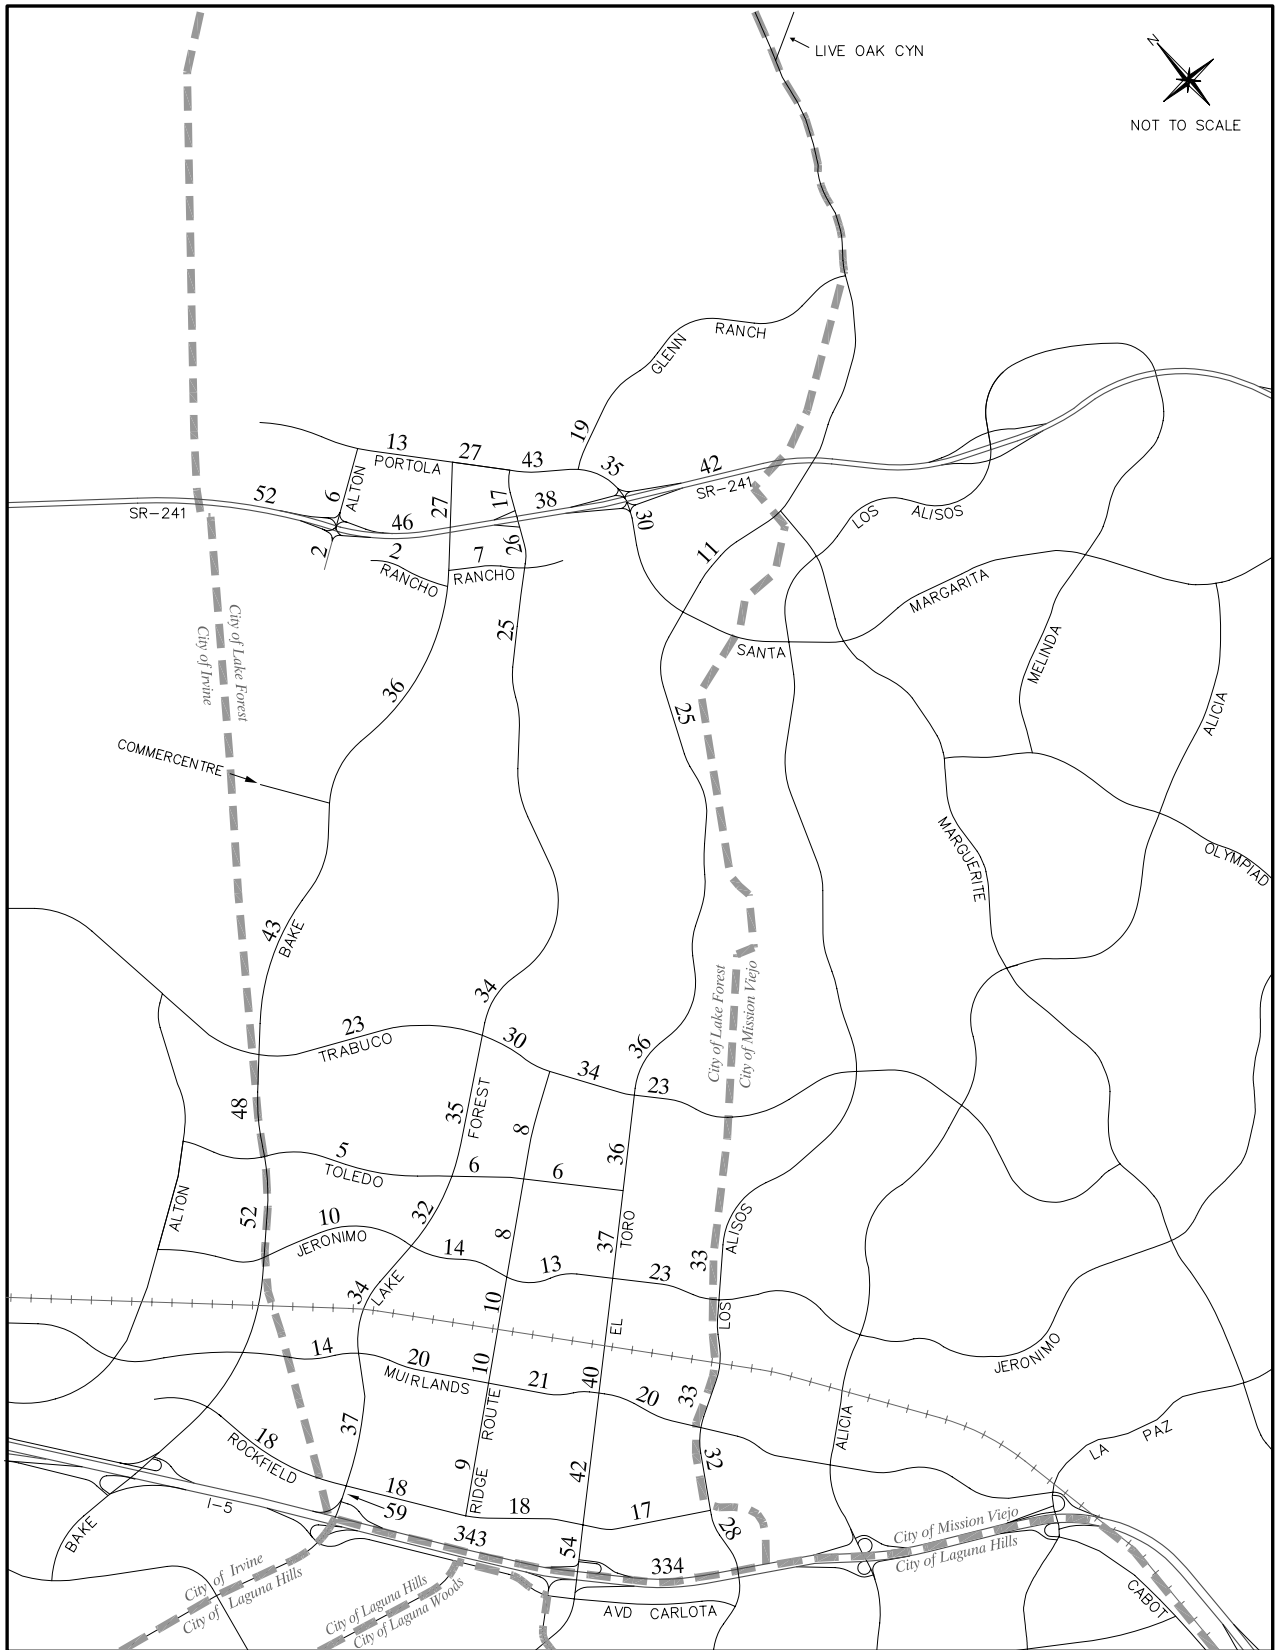 LIVE OAK CYN
N
NOT TO SCALE
RANCH
GLENN
19
13
27
43
35
42
PORTOLA
SR-241
52
6
ALTON
27
17
38
SR-241
46
30
2
2
7
26
11
LOS
ALISOS
RANCHO
RANCHO
MARGARITA
City of Lake Forest
City of Irvine
25
SANTA
MELINDA
36
25
ALICIA
COMMERCENTRE
MARGUERITE
OLYMPIAD
43
BAKE
City of Lake Forest
City of Mission Viejo
34
23
TRABUCO
30
36
34
23
48
35
FOREST
8
5
TOLEDO
6
6
36
ALTON
52
10
JERONIMO
32
8
14
13
37
TORO
23
33
ALISOS
34
LAKE
10
EL
LOS
14
20
MUIRLANDS
10
21
40
20
33
JERONIMO
37
ROUTE
ALICIA
LA
PAZ
18
ROCKFIELD
9
RIDGE
42
32
I-5
18
59
18
17
28
BAKE
343
54
334
City of Mission Viejo
City of Laguna Hills
City of Irvine
City of Laguna Hills
City of Laguna Hills
City of Laguna Woods
AVD CARLOTA
CABOT